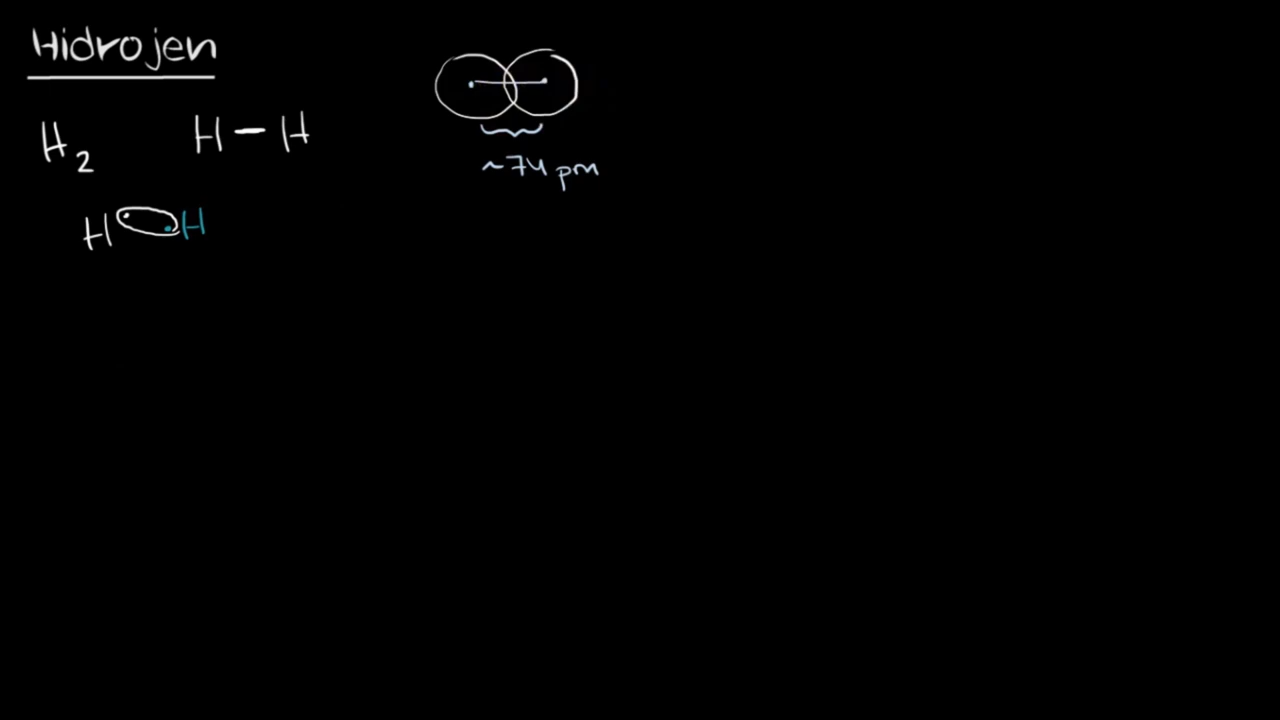 Hidrojen
H₂
H – H
~74 pm
H H